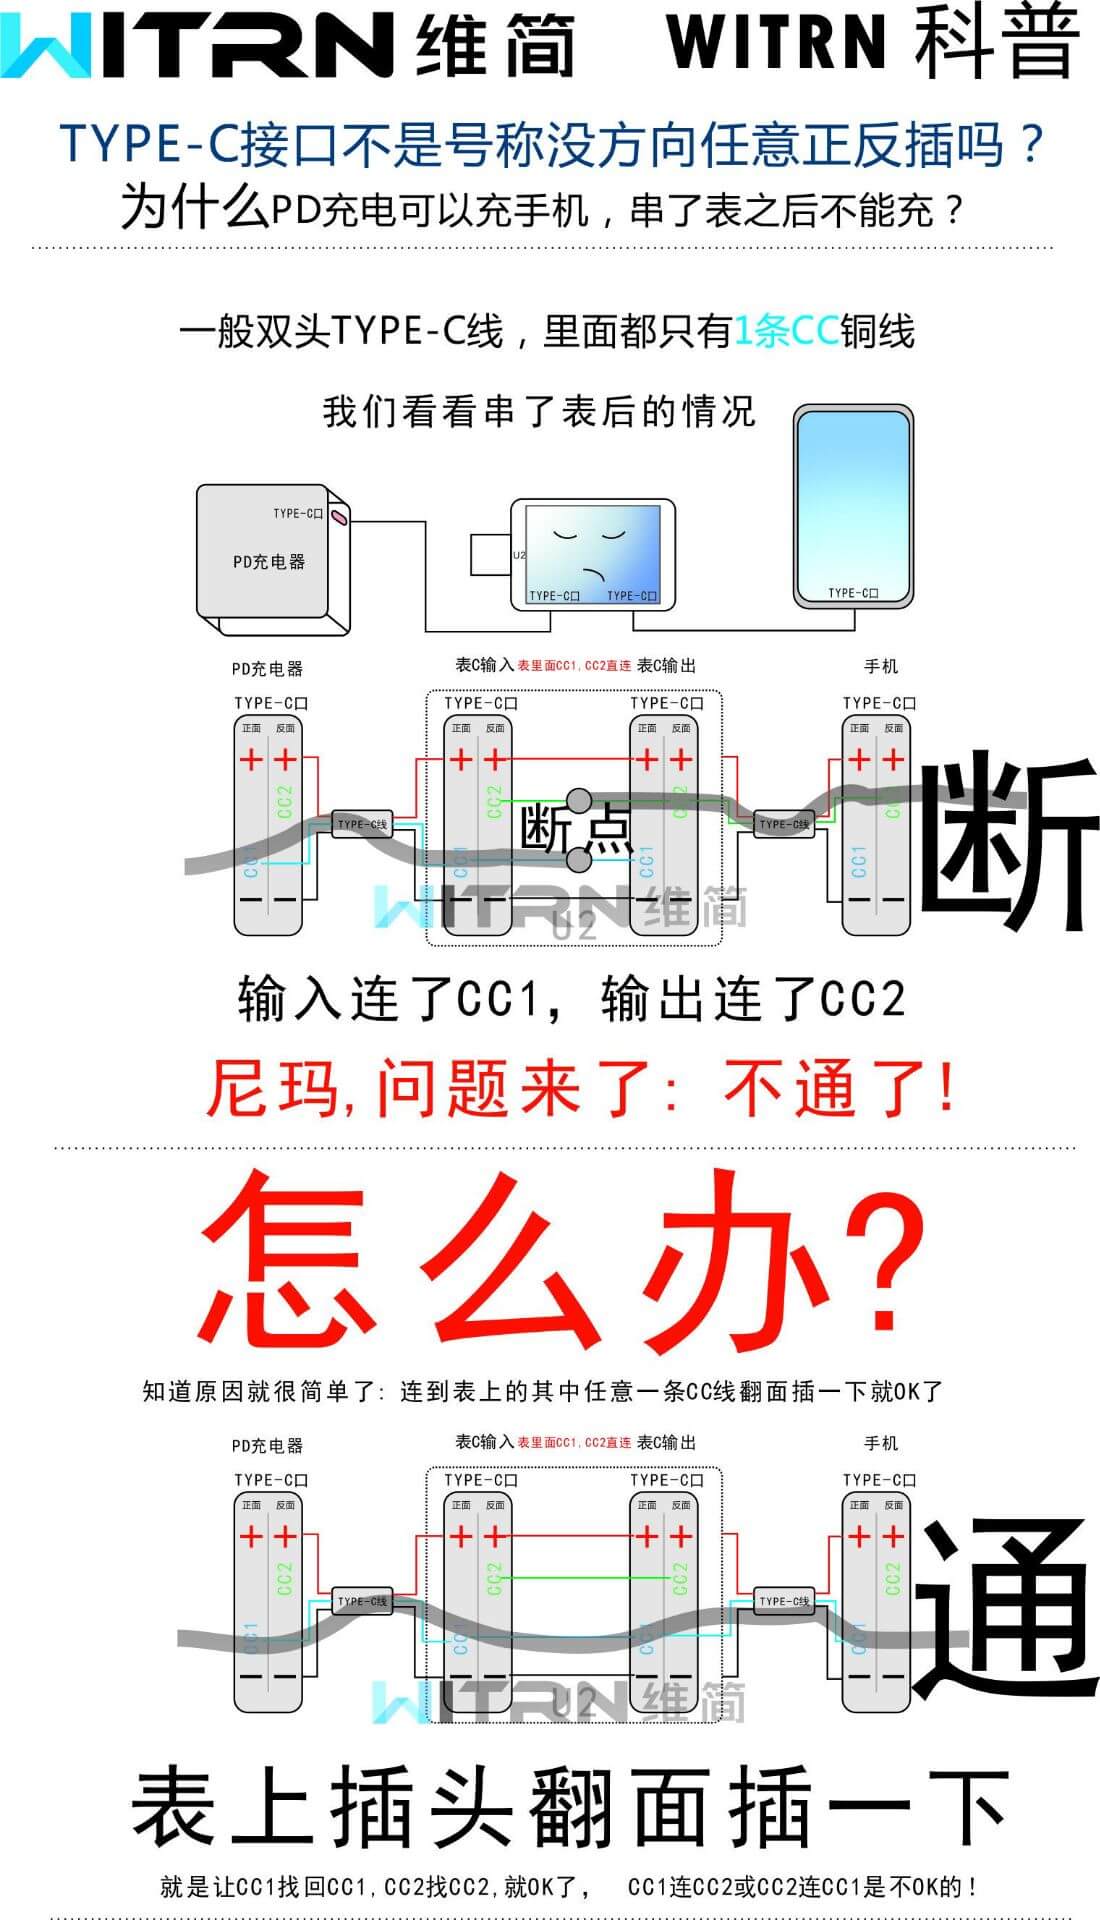 WITRN 维简 WITRN 科普
TYPE-C接口不是号称没方向任意正反插吗？
为什么PD充电可以充手机，串了表之后不能充？
一般双头TYPE-C线，里面都只有1条CC铜线
我们看看串了表后的情况
TYPE-C口
PD充电器
U2
TYPE-C口 TYPE-C口
TYPE-C口
PD充电器 表C输入 表里面CC1,CC2直连 表C输出 手机
TYPE-C口 TYPE-C口 TYPE-C口 TYPE-C口
正面 反面 正面 反面 正面 反面 正面 反面
+ + + + + + + +
CC2 CC2 CC2 CC2
TYPE-C线 断点 TYPE-C线
断
CC1 CC1 CC1 CC1
- - - - - - - -
WITRN 维简
U2
输入连了CC1, 输出连了CC2
尼玛,问题来了: 不通了!
怎么办?
知道原因就很简单了: 连到表上的其中任意一条CC线翻面插一下就OK了
PD充电器 表C输入 表里面CC1,CC2直连 表C输出 手机
TYPE-C口 TYPE-C口 TYPE-C口 TYPE-C口
正面 反面 正面 反面 正面 反面 正面 反面
+ + + + + + + +
CC2 CC2 CC2 CC2
TYPE-C线 TYPE-C线
通
CC1 CC1 CC1 CC1
- - - - - - - -
WITRN 维简
U2
表上插头翻面插一下
就是让CC1找回CC1,CC2找CC2,就OK了， CC1连CC2或CC2连CC1是不OK的!